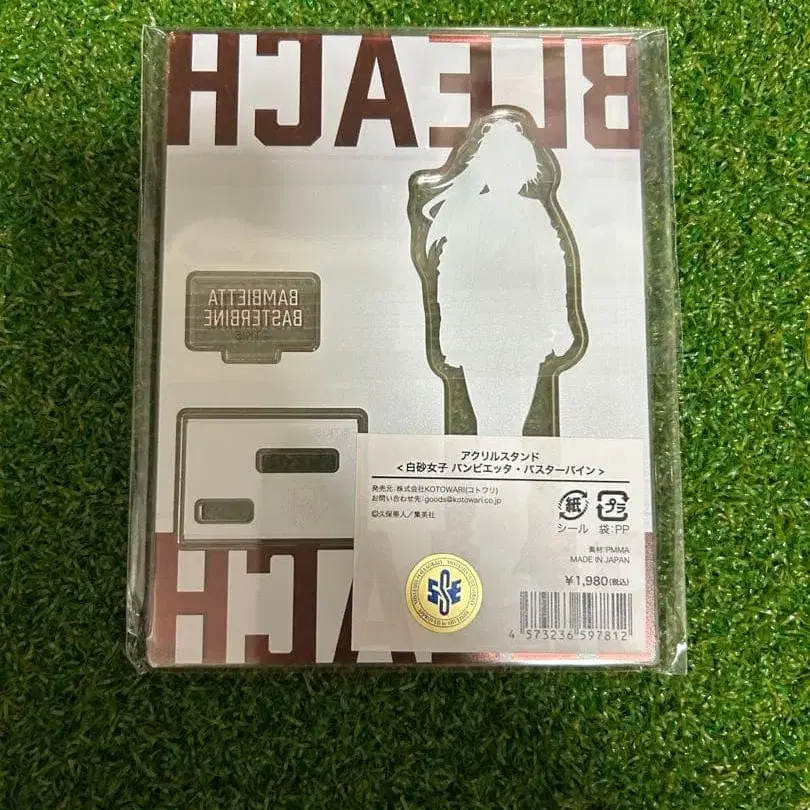 BLEACH
BAMBIETTA
BASTERBINE
アクリルスタンド
< 白砂女子 バンビエッタ・バスターバイン >
発売元:株式会社KOTOWARI(コトワリ)
お問い合わせ先:goods@kotowari.co.jp
©久保帯人/集英社
紙 プラ
シール 袋:PP
素材:PMMA
MADE IN JAPAN
¥1,980(税込)
4 573236 597812